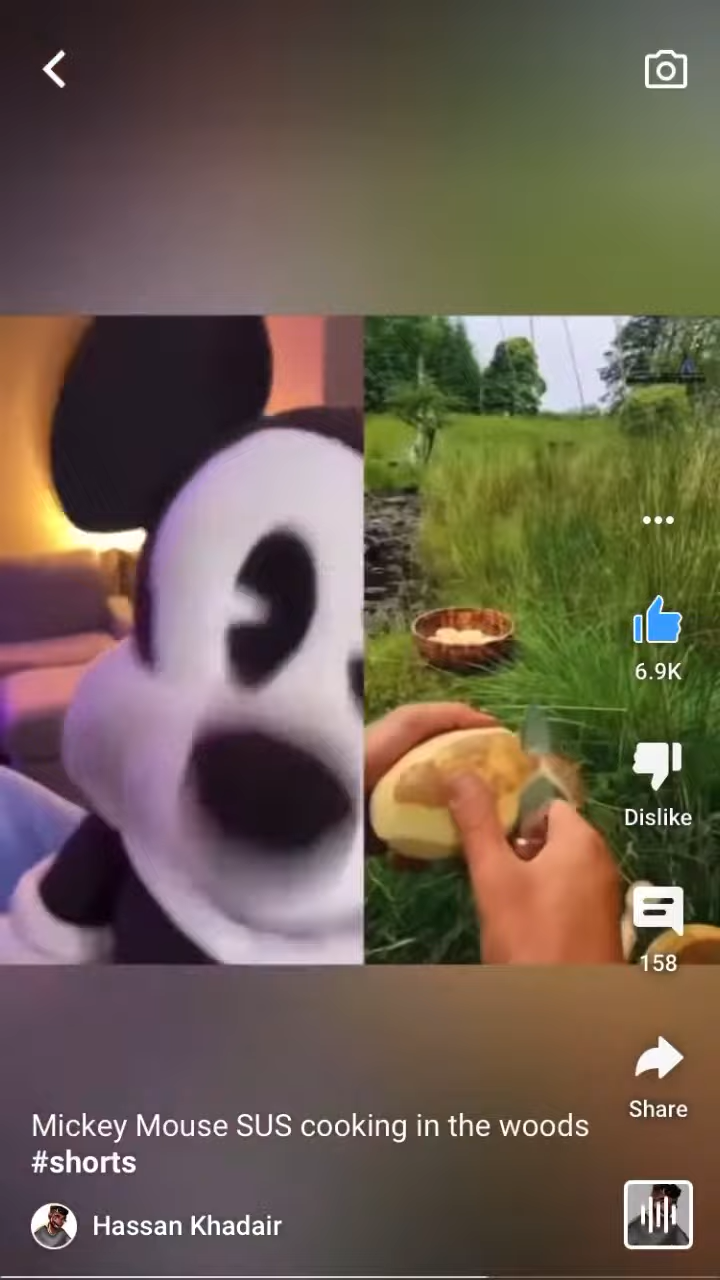 6.9K
Dislike
158
Share
Mickey Mouse SUS cooking in the woods
#shorts
Hassan Khadair